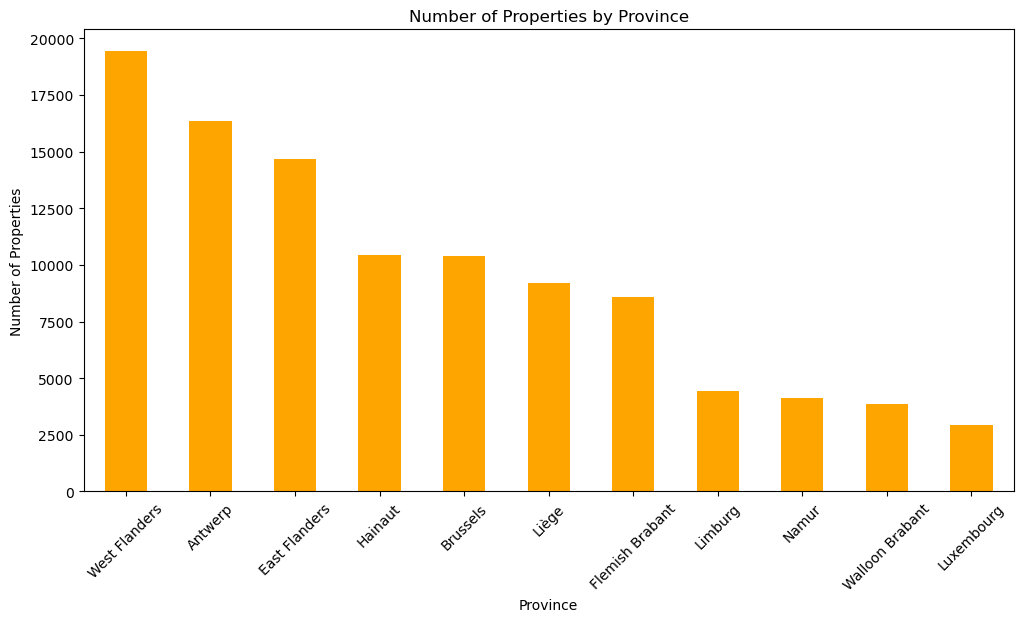 Number of Properties by Province
Number of Properties
20000
17500
15000
12500
10000
7500
5000
2500
0
West Flanders
Antwerp
East Flanders
Hainaut
Brussels
Liège
Flemish Brabant
Limburg
Namur
Walloon Brabant
Luxembourg
Province